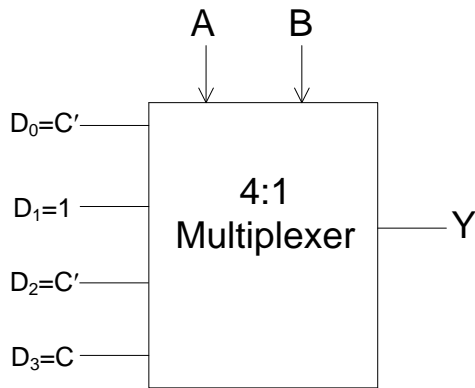 A B
D₀=C′
D₁=1
4:1
Multiplexer
Y
D₂=C′
D₃=C